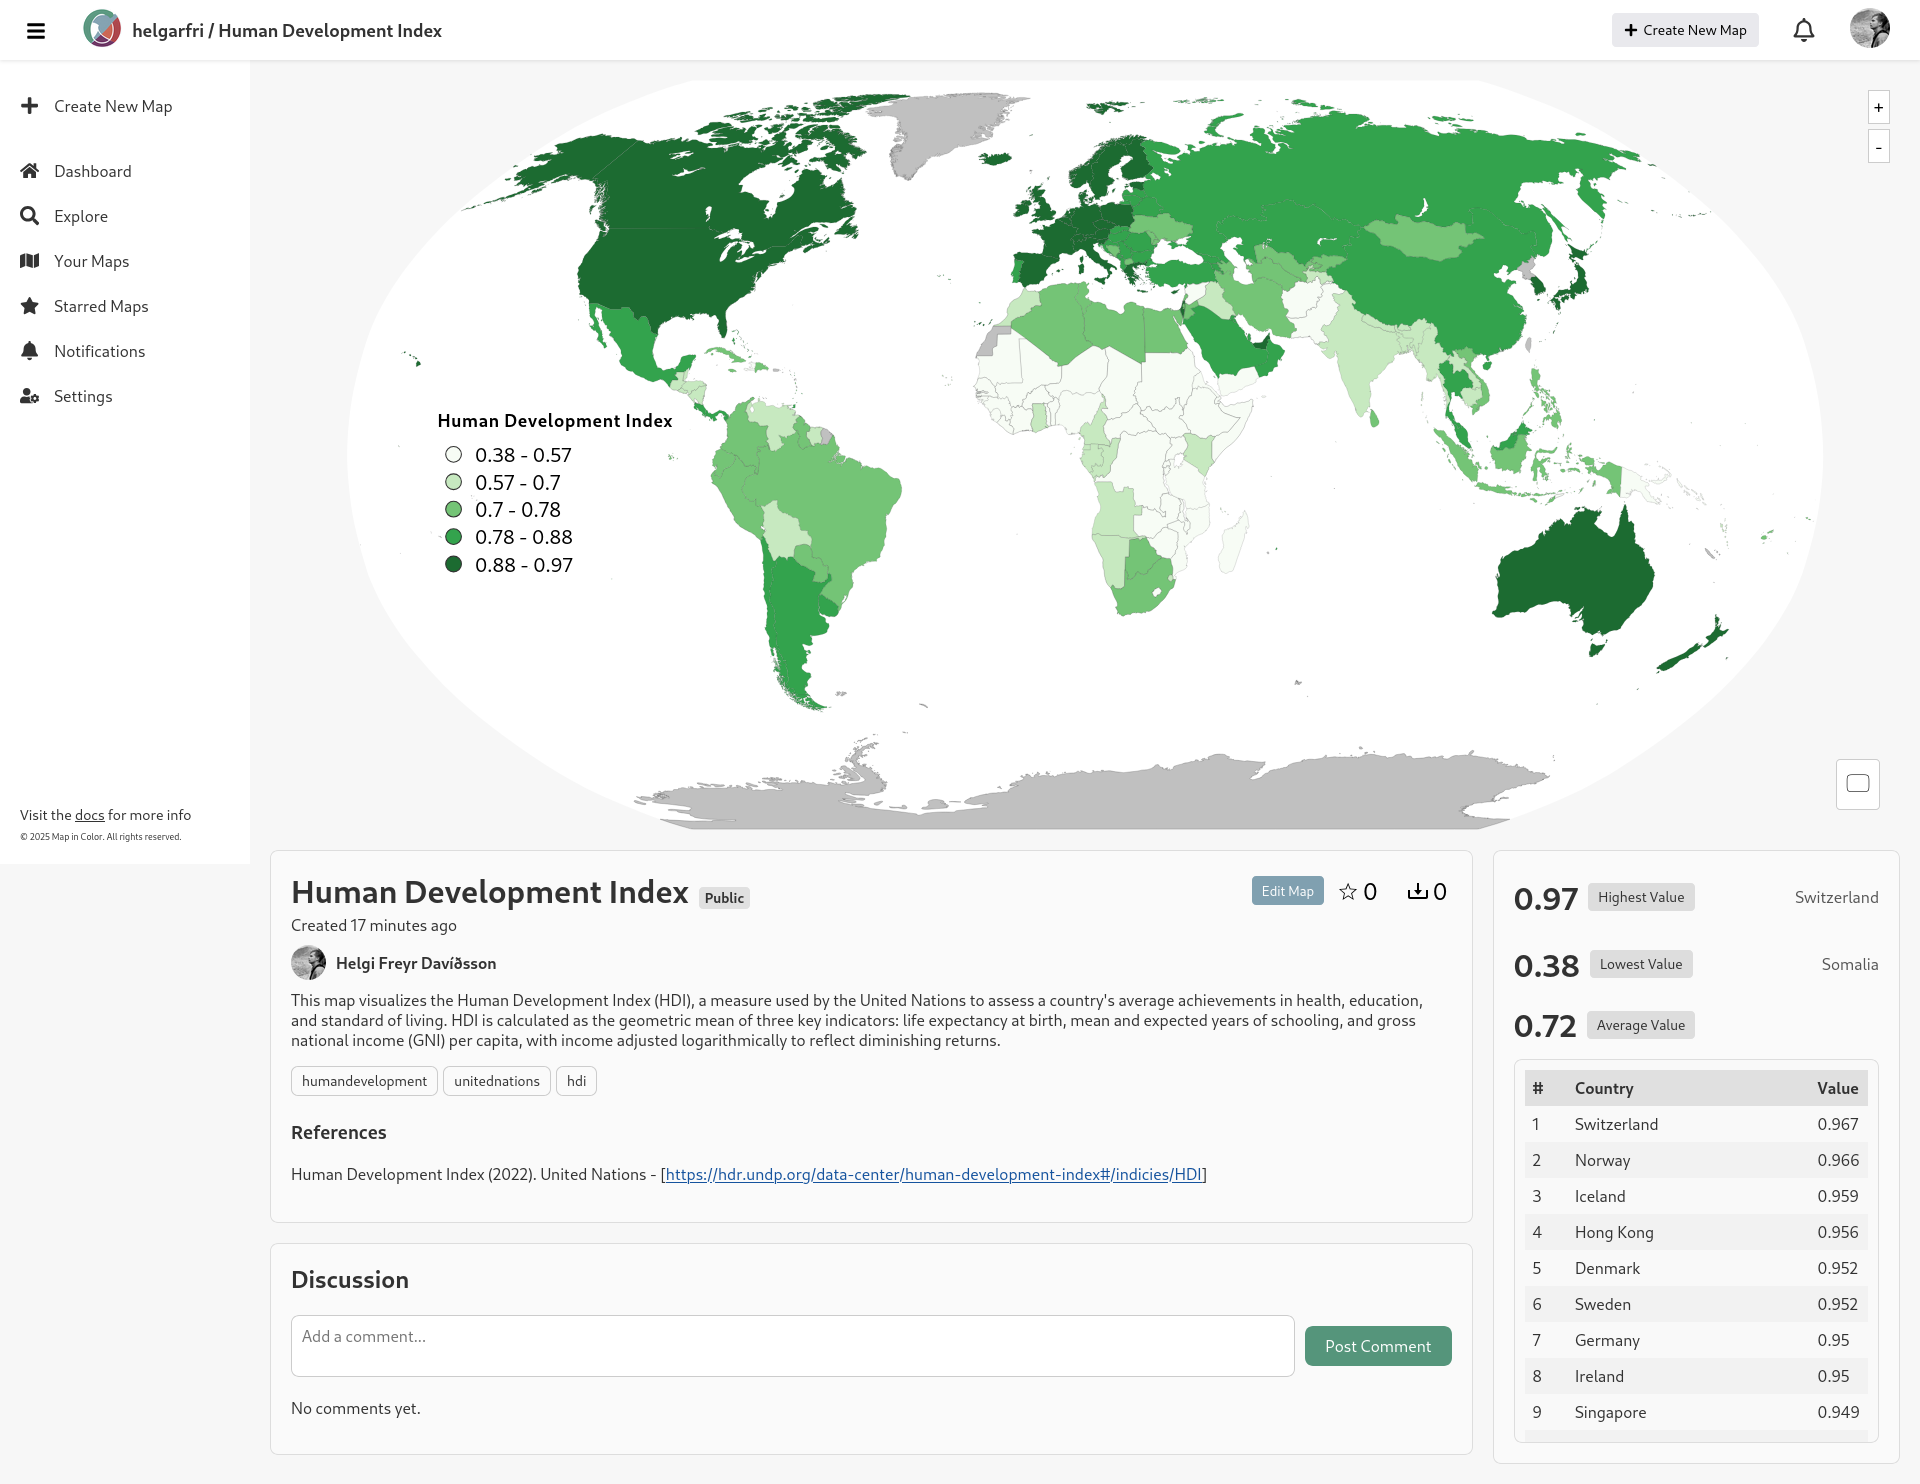 helgarfri / Human Development Index
+ Create New Map
Create New Map
Dashboard
Explore
Your Maps
Starred Maps
Notifications
Settings
Visit the docs for more info
© 2025 Map in Color. All rights reserved.
+
-
Human Development Index
0.38 - 0.57
0.57 - 0.7
0.7 - 0.78
0.78 - 0.88
0.88 - 0.97
Human Development Index Public
Edit Map 0 0
Created 17 minutes ago
Helgi Freyr Davíðsson
This map visualizes the Human Development Index (HDI), a measure used by the United Nations to assess a country's average achievements in health, education,
and standard of living. HDI is calculated as the geometric mean of three key indicators: life expectancy at birth, mean and expected years of schooling, and gross
national income (GNI) per capita, with income adjusted logarithmically to reflect diminishing returns.
humandevelopment unitednations hdi
References
Human Development Index (2022). United Nations - [https://hdr.undp.org/data-center/human-development-index#/indicies/HDI]
Discussion
Add a comment...
Post Comment
No comments yet.
0.97 Highest Value Switzerland
0.38 Lowest Value Somalia
0.72 Average Value
# Country Value
1 Switzerland 0.967
2 Norway 0.966
3 Iceland 0.959
4 Hong Kong 0.956
5 Denmark 0.952
6 Sweden 0.952
7 Germany 0.95
8 Ireland 0.95
9 Singapore 0.949